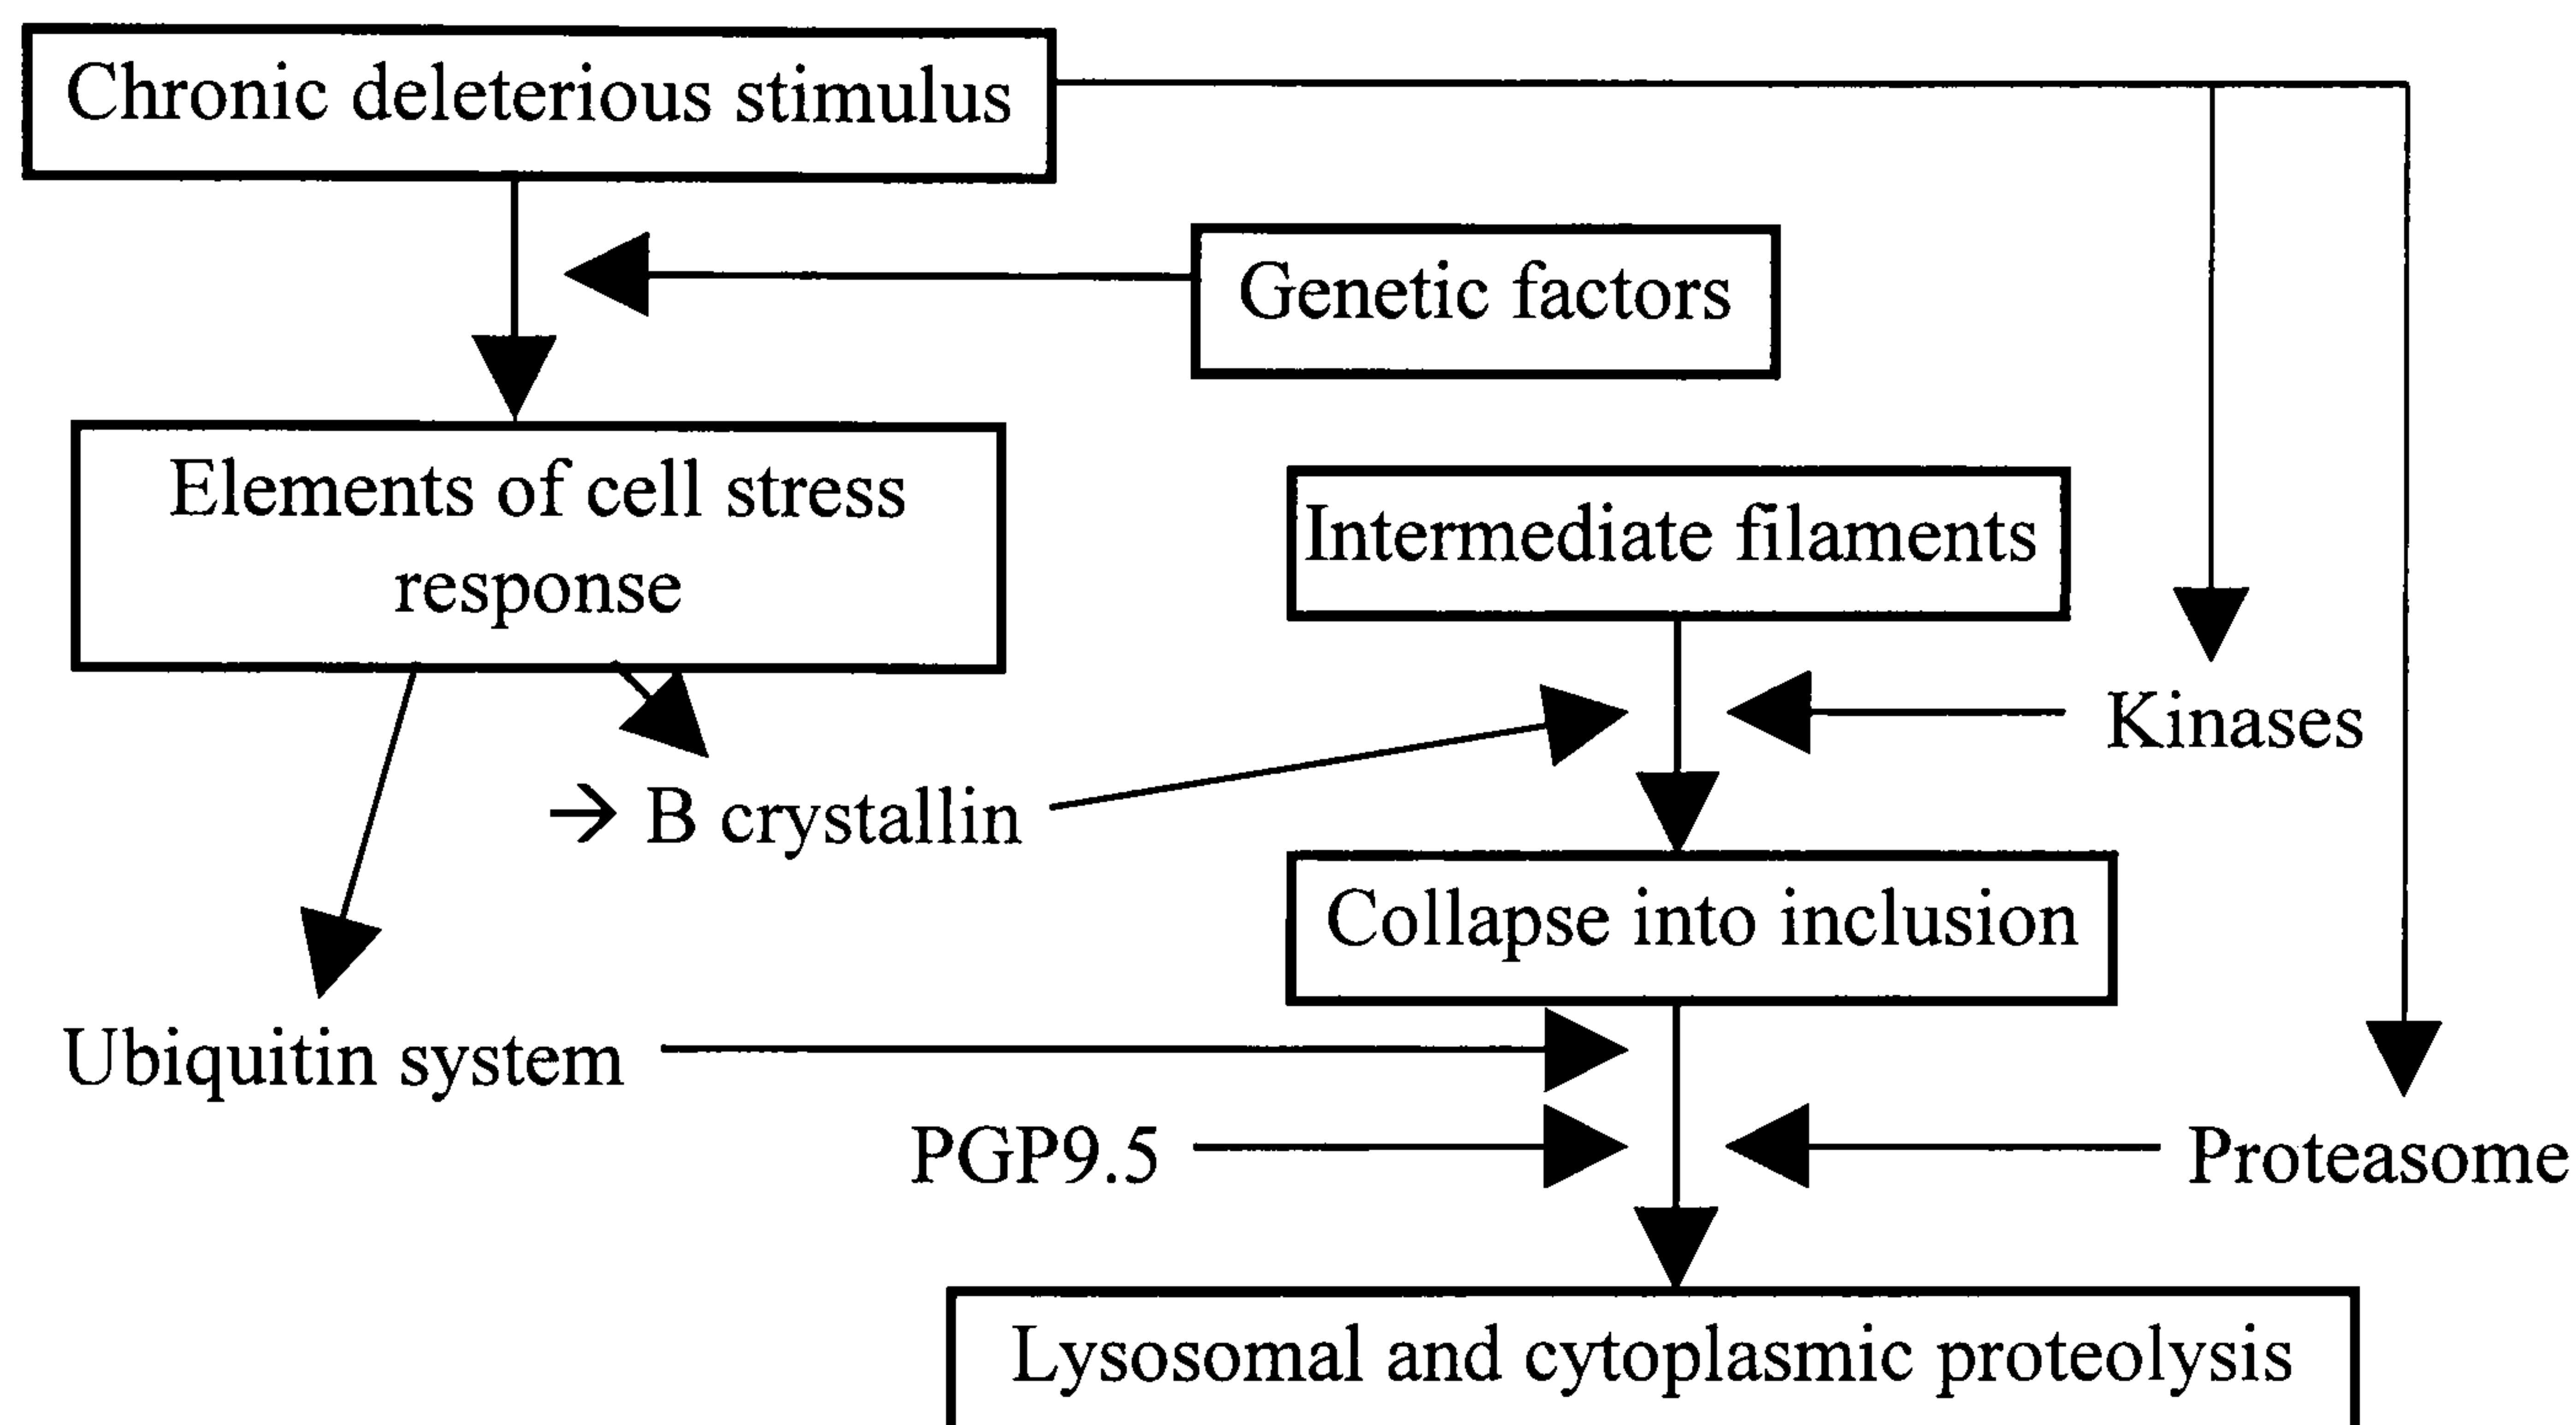 Chronic deleterious stimulus
Genetic factors
Elements of cell stress
response
Intermediate filaments
Kinases
→ B crystallin
Collapse into inclusion
Ubiquitin system
PGP9.5
Proteasome
Lysosomal and cytoplasmic proteolysis